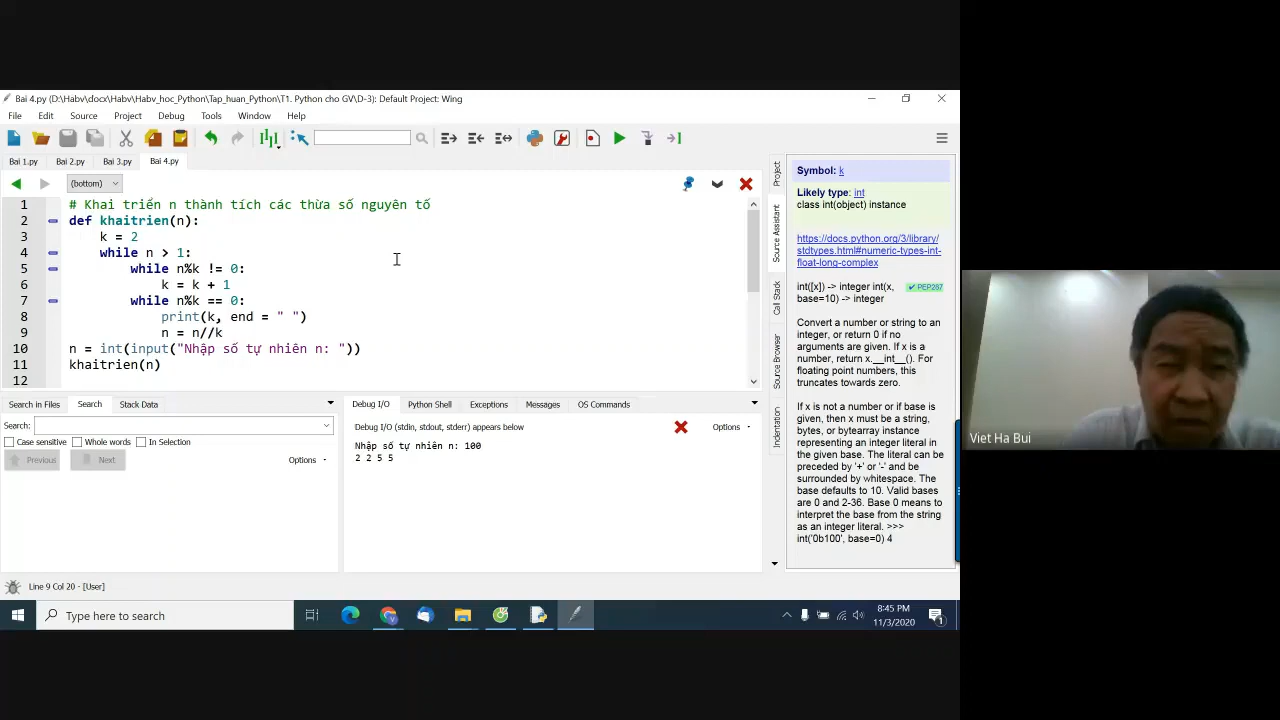 Bai 4.py (D:\Habv\docx\Habv\Habv_hoc_Python\Tap_huan_Python\T1. Python cho GV\D-3): Default Project: Wing
File Edit Source Project Debug Tools Window Help
Bai 1.py Bai 2.py Bai 3.py Bai 4.py
(bottom)
1 # Khai triển n thành tích các thừa số nguyên tố
2 def khaitrien(n):
3 k = 2
4 while n > 1:
5 while n%k != 0:
6 k = k + 1
7 while n%k == 0:
8 print(k, end = " ")
9 n = n//k
10 n = int(input("Nhập số tự nhiên n: "))
11 khaitrien(n)
12
Search in Files Search Stack Data
Search:
Case sensitive Whole words In Selection
Previous Next Options
Debug I/O Python Shell Exceptions Messages OS Commands
Debug I/O (stdin, stdout, stderr) appears below Options
Nhập số tự nhiên n: 100
2 2 5 5
Project
Source Assistant
Call Stack
Source Browser
Indentation
Symbol: k
Likely type: int
class int(object) instance
https://docs.python.org/3/library/
stdtypes.html#numeric-types-int-
float-long-complex
int([x]) -> integer int(x, PEP287
base=10) -> integer
Convert a number or string to an
integer, or return 0 if no
arguments are given. If x is a
number, return x.__int__(). For
floating point numbers, this
truncates towards zero.
If x is not a number or if base is
given, then x must be a string,
bytes, or bytearray instance
representing an integer literal in
the given base. The literal can be
preceded by '+' or '-' and be
surrounded by whitespace. The
base defaults to 10. Valid bases
are 0 and 2-36. Base 0 means to
interpret the base from the string
as an integer literal. >>>
int('0b100', base=0) 4
Line 9 Col 20 - [User]
Type here to search
8:45 PM
11/3/2020
1
Viet Ha Bui